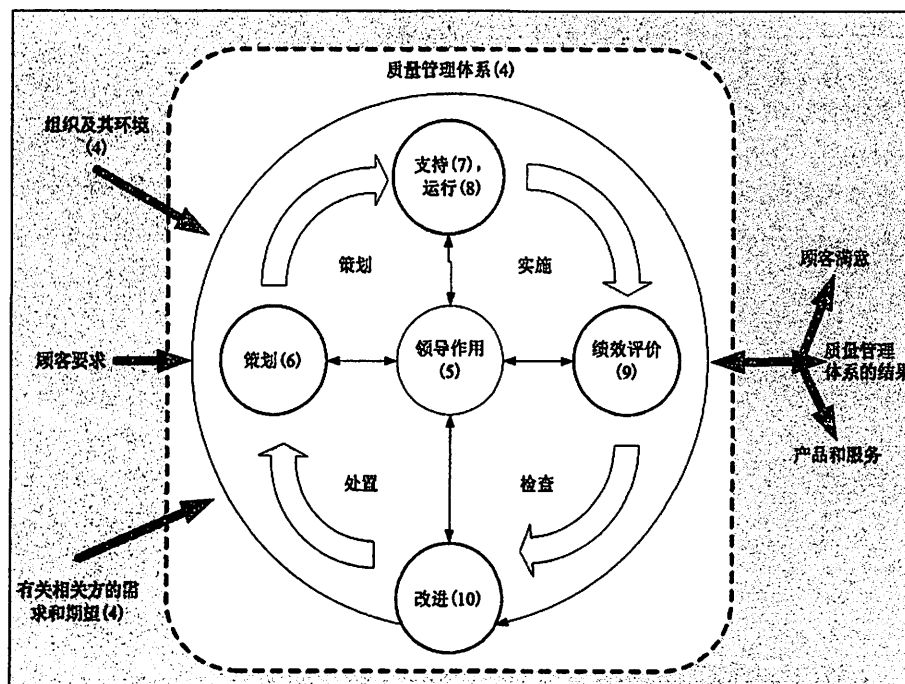 质量管理体系(4)
组织及其环境
(4)
支持(7),
运行(8)
策划
实施
顾客满意
顾客要求
策划(6)
领导作用
(5)
绩效评价
(9)
质量管理
体系的结果
产品和服务
处置
检查
有关相关方的需
求和期望(4)
改进(10)